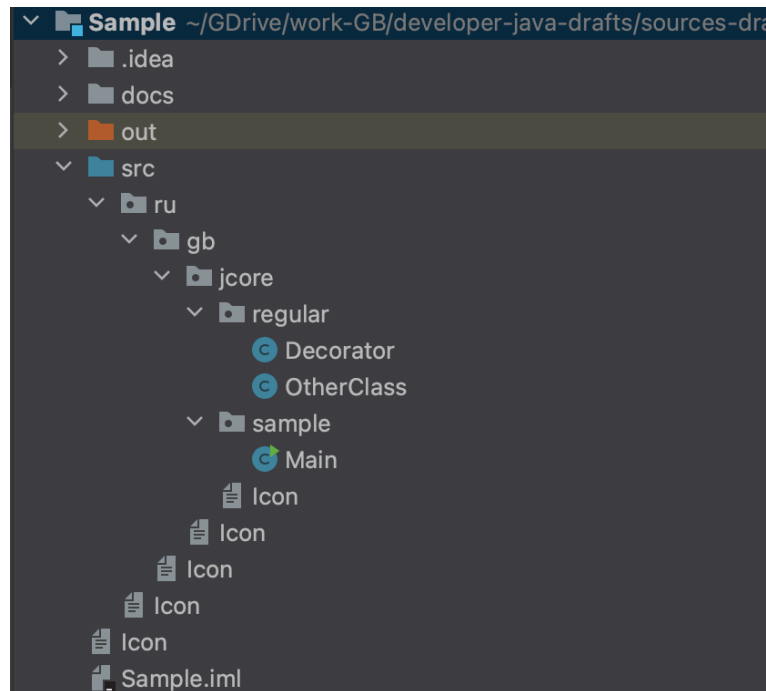 Sample ~/GDrive/work-GB/developer-java-drafts/sources-dra
.idea
docs
out
src
ru
gb
jcore
regular
Decorator
OtherClass
sample
Main
Icon
Icon
Icon
Icon
Icon
Sample.iml